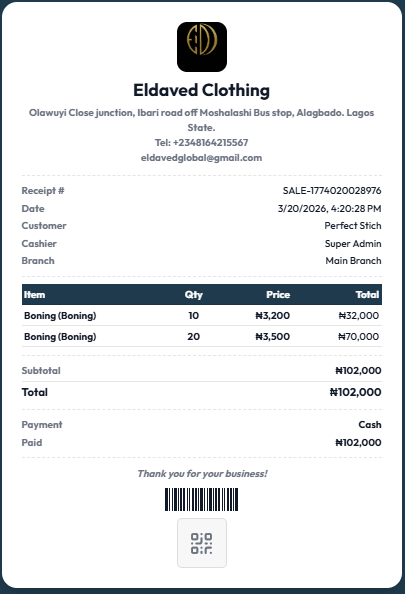 Eldaved Clothing
Olawuyi Close junction, Ibari road off Moshalashi Bus stop, Alagbado. Lagos
State.
Tel: +2348164215567
eldavedglobal@gmail.com
Receipt # SALE-1774020028976
Date 3/20/2026, 4:20:28 PM
Customer Perfect Stich
Cashier Super Admin
Branch Main Branch
Item Qty Price Total
Boning (Boning) 10 ₦3,200 ₦32,000
Boning (Boning) 20 ₦3,500 ₦70,000
Subtotal ₦102,000
Total ₦102,000
Payment Cash
Paid ₦102,000
Thank you for your business!